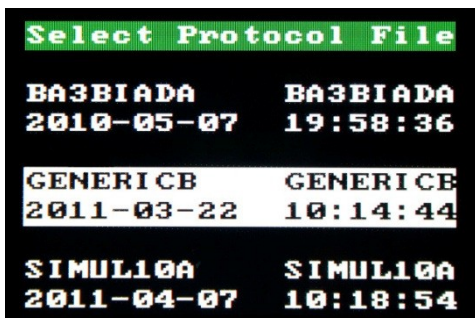 Select Protocol File
BA3BIADA BA3BIADA
2010-05-07 19:58:36
GENERICB GENERICB
2011-03-22 10:14:44
SIMUL10A SIMUL10A
2011-04-07 10:18:54